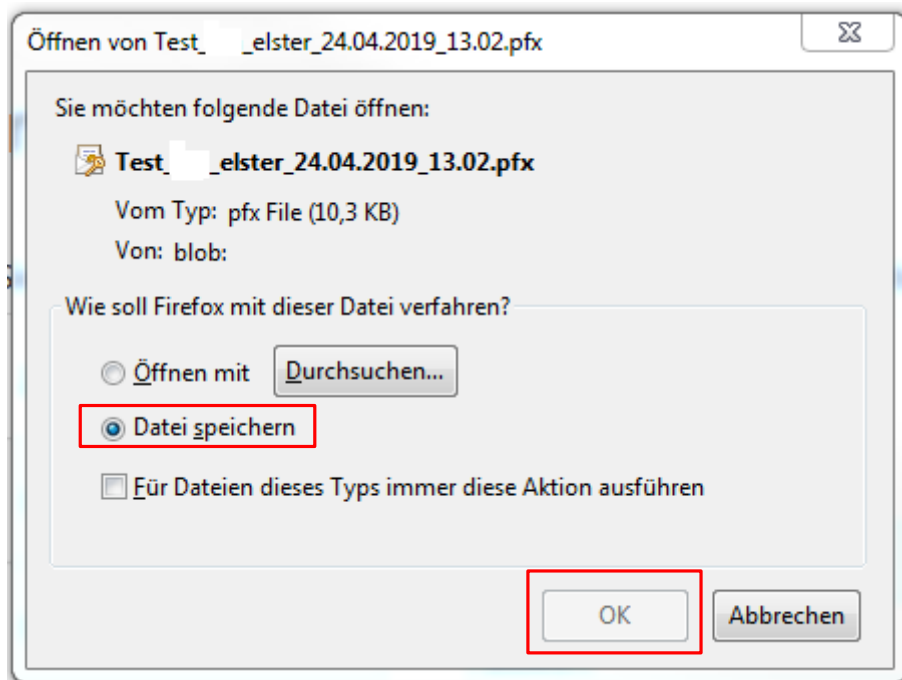 Öffnen von Test_ _elster_24.04.2019_13.02.pfx
Sie möchten folgende Datei öffnen:
Test_ _elster_24.04.2019_13.02.pfx
Vom Typ: pfx File (10,3 KB)
Von: blob:
Wie soll Firefox mit dieser Datei verfahren?
Öffnen mit Durchsuchen...
Datei speichern
Für Dateien dieses Typs immer diese Aktion ausführen
OK Abbrechen